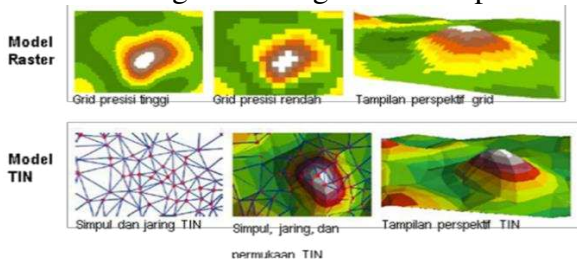 Model
Raster
Grid presisi tinggi
Grid presisi rendah
Tampilan perspektif grid
Model
TIN
Simpul dan jaring TIN
Simpul, jaring, dan
permukaan TIN
Tampilan perspektif TIN